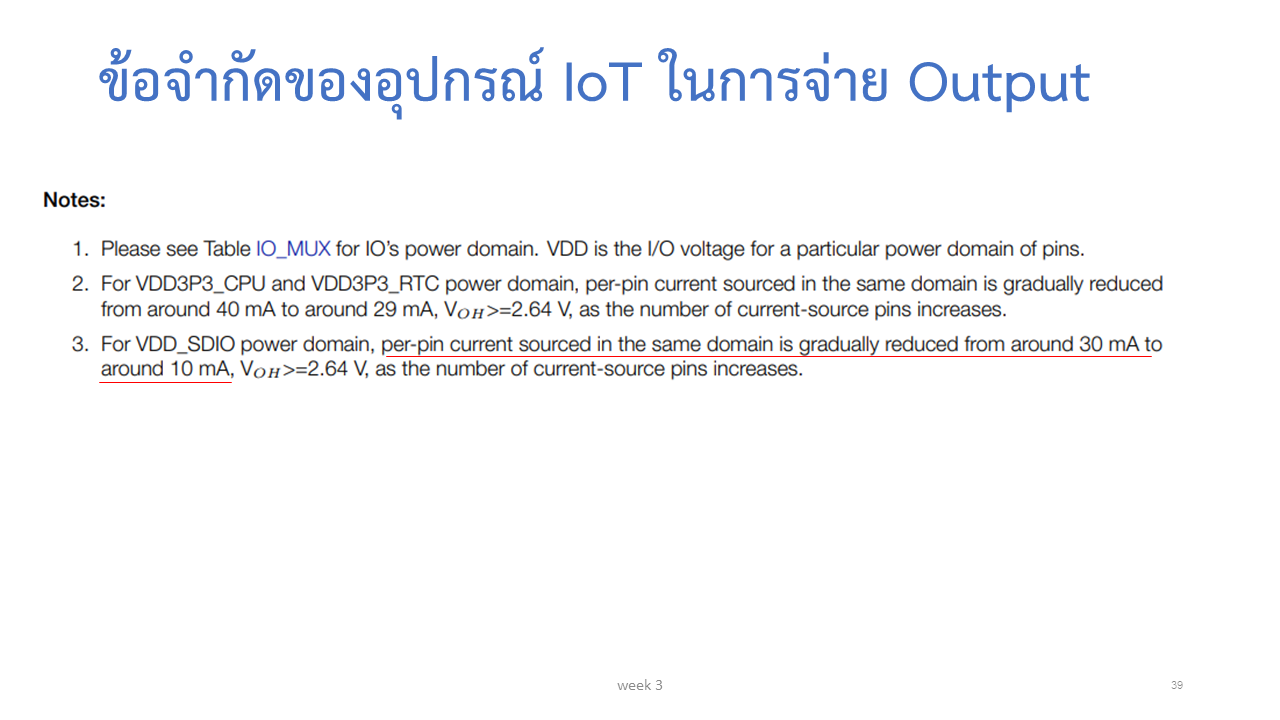 ข้อจำกัดของอุปกรณ์ IoT ในการจ่าย Output
Notes:
1. Please see Table IO_MUX for IO's power domain. VDD is the I/O voltage for a particular power domain of pins.
2. For VDD3P3_CPU and VDD3P3_RTC power domain, per-pin current sourced in the same domain is gradually reduced
from around 40 mA to around 29 mA, VOH>=2.64 V, as the number of current-source pins increases.
3. For VDD_SDIO power domain, per-pin current sourced in the same domain is gradually reduced from around 30 mA to
around 10 mA, VOH>=2.64 V, as the number of current-source pins increases.
week 3
39